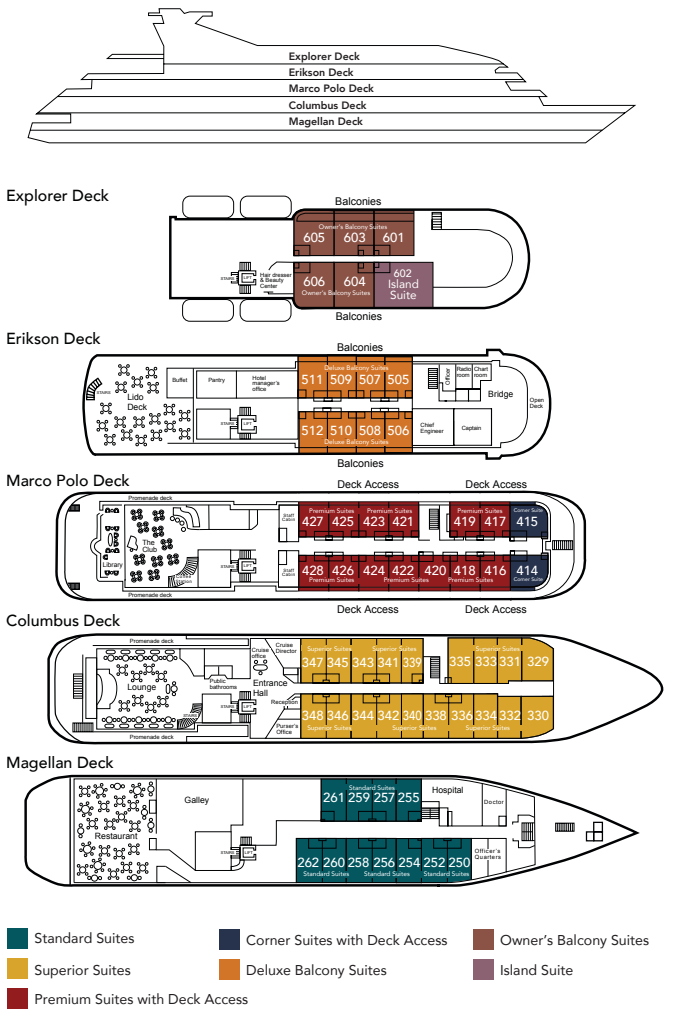 Explorer Deck
Erikson Deck
Marco Polo Deck
Columbus Deck
Magellan Deck
Explorer Deck
Balconies
Owner's Balcony Suites
605 603 601
STAIRS
LIFT
Hair dresser
& Beauty
Center
606 604
Owner's Balcony Suites
602
Island
Suite
Balconies
Erikson Deck
Balconies
STAIRS
Lido
Deck
Buffet
Pantry
Hotel
manager's
office
Deluxe Balcony Suites
511 509 507 505
Officer
Radio
room
Chart
room
Bridge
Open
Deck
STAIRS
LIFT
512 510 508 506
Deluxe Balcony Suites
Chief
Engineer
Captain
Balconies
Marco Polo Deck
Deck Access
Deck Access
Promenade deck
Library
The
Club
Staff
Cabin
Premium Suites
Premium Suites
427 425 423 421
Premium Suites
419 417
Corner Suite
415
STAIRS
LIFT
Staff
Cabin
428 426 424 422 420 418 416 414
Premium Suites
Premium Suites
Premium Suites
Corner Suite
Promenade deck
Deck Access
Deck Access
Columbus Deck
Promenade deck
Lounge
Public
bathrooms
Cruise
office
Cruise
Director
Entrance
Hall
Superior Suites
Superior Suites
347 345 343 341 339
Superior Suites
335 333 331 329
STAIRS
STAIRS
LIFT
Reception
Purser's
Office
348 346 344 342 340 338 336 334 332 330
Superior Suites
Superior Suites
Superior Suites
Promenade deck
Magellan Deck
Restaurant
Galley
Standard Suites
261 259 257 255
Hospital
Doctor
STAIRS
LIFT
262 260 258 256 254 252 250
Standard Suites
Standard Suites
Standard Suites
Officer's
Quarters
Standard Suites
Corner Suites with Deck Access
Owner's Balcony Suites
Superior Suites
Deluxe Balcony Suites
Island Suite
Premium Suites with Deck Access